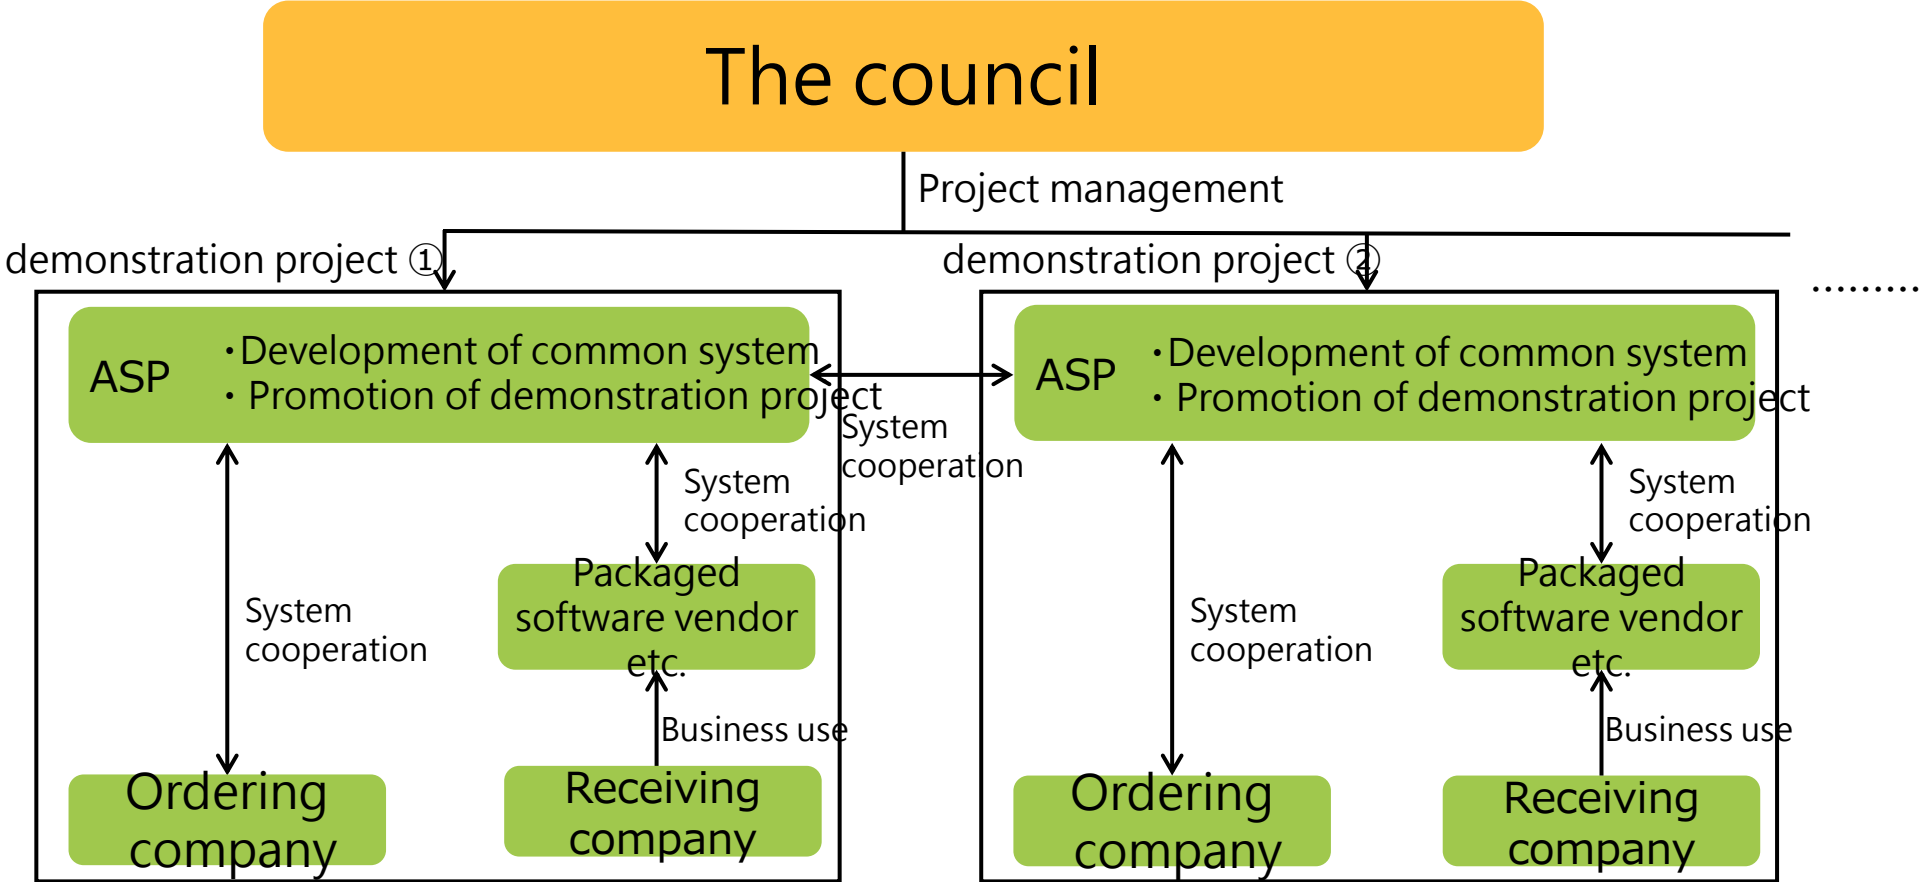 The council
Project management
demonstration project ①
demonstration project ②
………
ASP
・Development of common system
・ Promotion of demonstration project
System
cooperation
ASP
・Development of common system
・ Promotion of demonstration project
System
cooperation
System
cooperation
Packaged
software vendor
etc.
System
cooperation
Business use
Ordering
company
Receiving
company
System
cooperation
Packaged
software vendor
etc.
System
cooperation
Business use
Ordering
company
Receiving
company